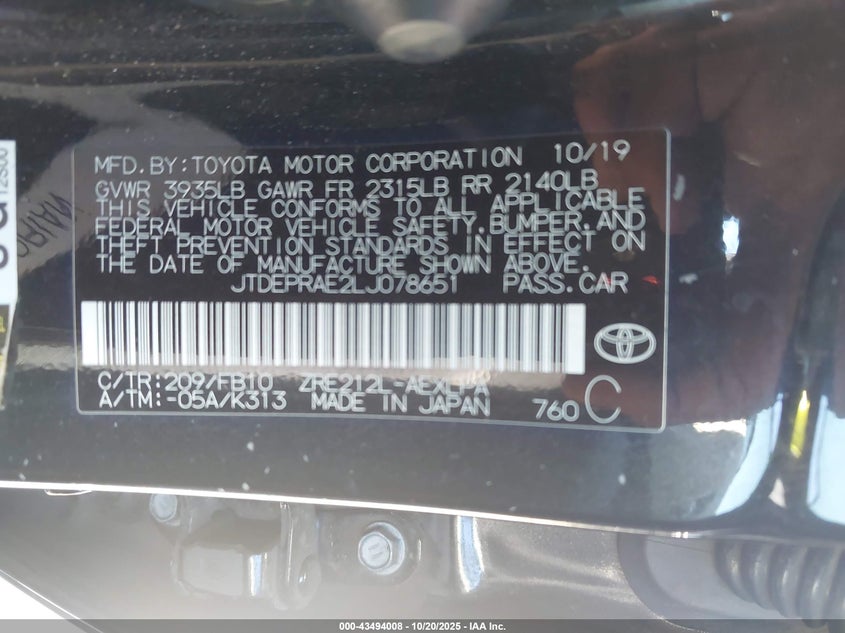 MFD.BY:TOYOTA MOTOR CORPORATION 10/19
GVWR 3935LB GAWR FR 2315LB RR 2140LB
THIS VEHICLE CONFORMS TO ALL APPLICABLE
FEDERAL MOTOR VEHICLE SAFETY,BUMPER,AND
THEFT PREVENTION STANDARDS IN EFFECT ON
THE DATE OF MANUFACTURE SHOWN ABOVE.
JTDEPRAE2LJ078651 PASS.CAR
C/TR:209/FB10 ZRE212L-AEXLPA
A/TM:-05A/K313 MADE IN JAPAN 760 C
000-43494008 | 10/20/2025 - IAA Inc.